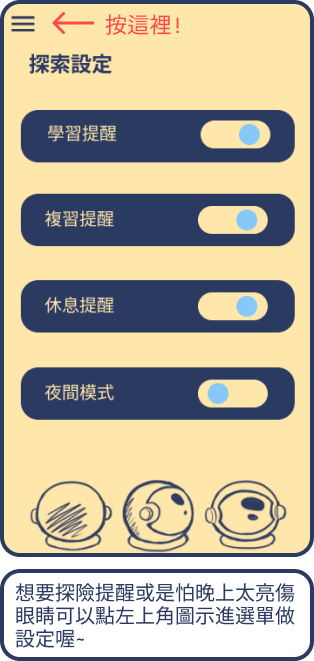 按這裡!
探索設定
學習提醒
複習提醒
休息提醒
夜間模式
想要探險提醒或是怕晚上太亮傷
眼睛可以點左上角圖示進選單做
設定喔~